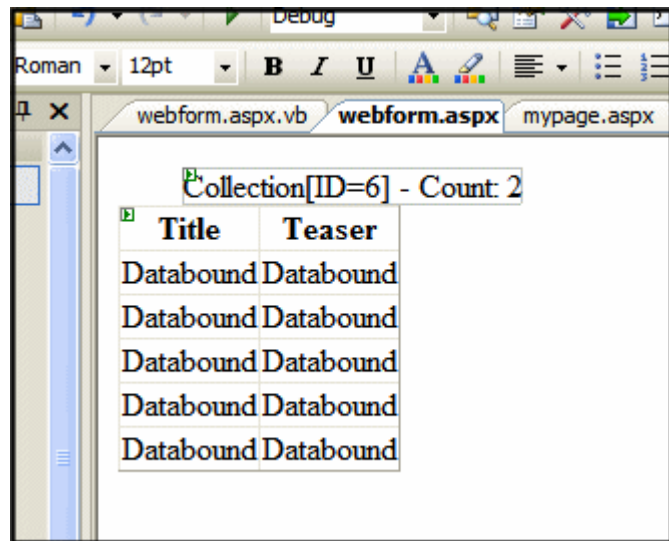 Debug
Roman 12pt B I U A
webform.aspx.vb webform.aspx mypage.aspx
Collection[ID=6] - Count: 2
Title Teaser
Databound Databound
Databound Databound
Databound Databound
Databound Databound
Databound Databound